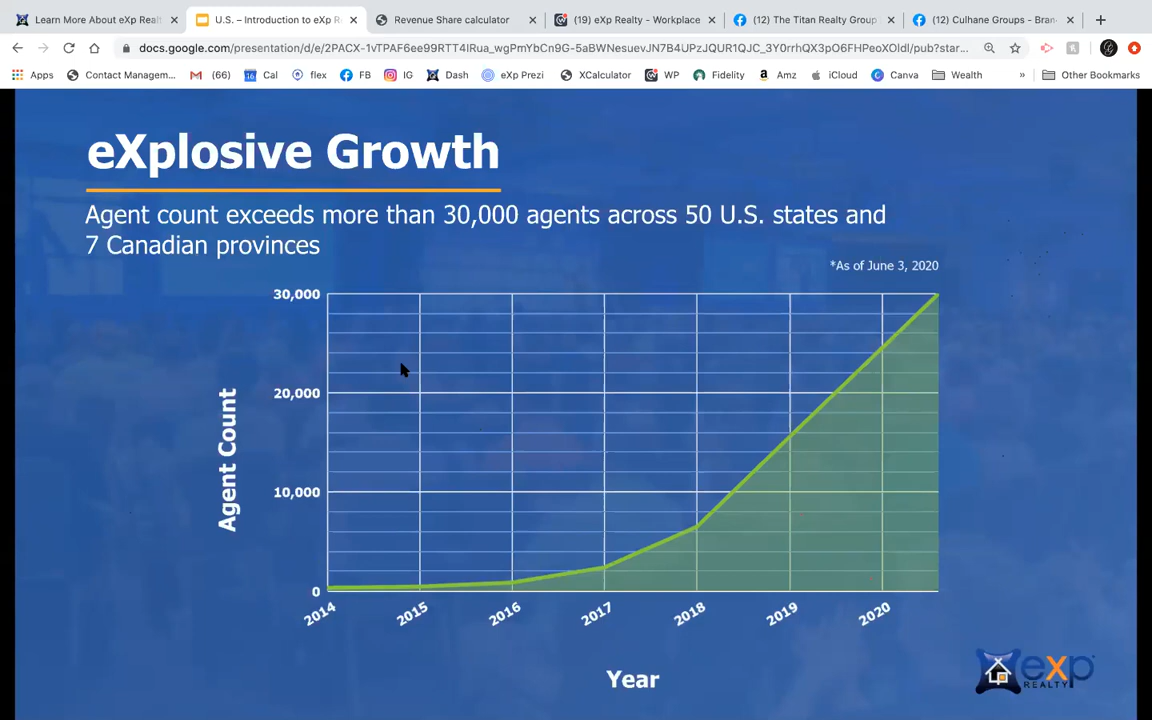 Learn More About eXp Realt
U.S. – Introduction to eXp R
Revenue Share calculator
(19) eXp Realty - Workplace
(12) The Titan Realty Group
(12) Culhane Groups - Bran
docs.google.com/presentation/d/e/2PACX-1vTPAF6ee99RTT4lRua_wgPmYbCn9G-5aBWNesuevJN7B4UPzJQUR1QJC_3Y0rrhQX3pO6FHPeoXOldl/pub?star...
Apps
Contact Managem...
(66)
16
Cal
flex
FB
IG
Dash
eXp Prezi
XCalculator
WP
Fidelity
Amz
iCloud
Canva
Wealth
»
Other Bookmarks
eXplosive Growth
Agent count exceeds more than 30,000 agents across 50 U.S. states and
7 Canadian provinces
*As of June 3, 2020
30,000
20,000
10,000
0
Agent Count
2014
2015
2016
2017
2018
2019
2020
Year
eXp
REALTY